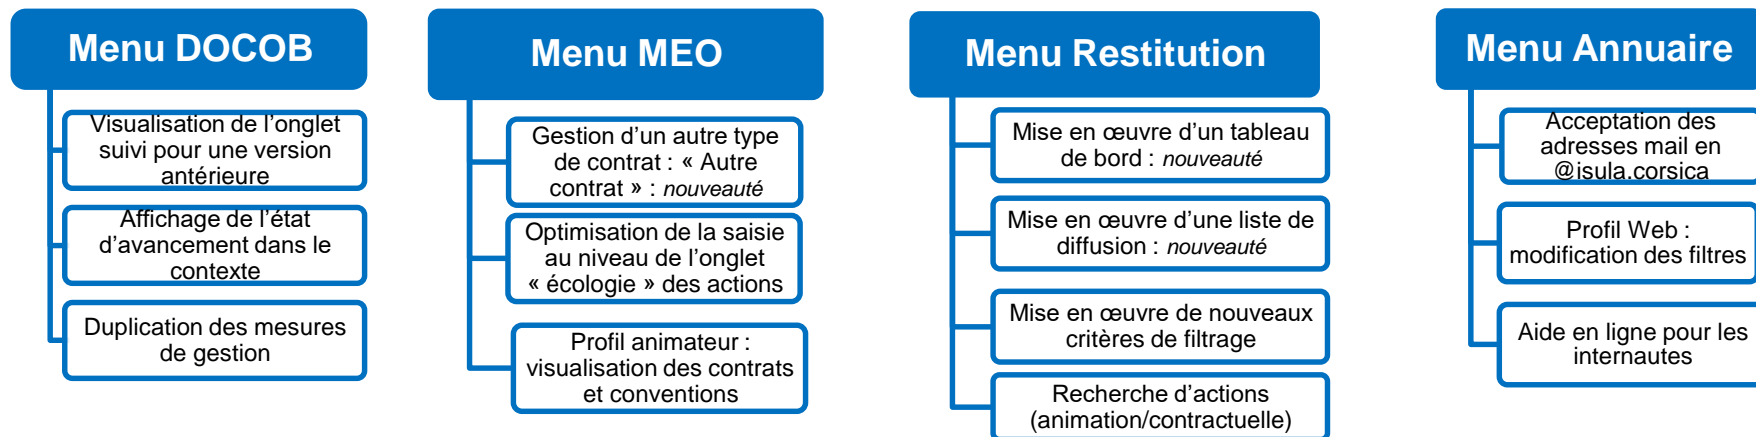 Menu DOCOB
Visualisation de l’onglet
suivi pour une version
antérieure
Affichage de l’état
d’avancement dans le
contexte
Duplication des mesures
de gestion
Menu MEO
Gestion d’un autre type
de contrat : « Autre
contrat » : nouveauté
Optimisation de la saisie
au niveau de l’onglet
« écologie » des actions
Profil animateur :
visualisation des contrats
et conventions
Menu Restitution
Mise en œuvre d’un tableau
de bord : nouveauté
Mise en œuvre d’une liste de
diffusion : nouveauté
Mise en œuvre de nouveaux
critères de filtrage
Recherche d’actions
(animation/contractuelle)
Menu Annuaire
Acceptation des
adresses mail en
@isula.corsica
Profil Web :
modification des filtres
Aide en ligne pour les
internautes